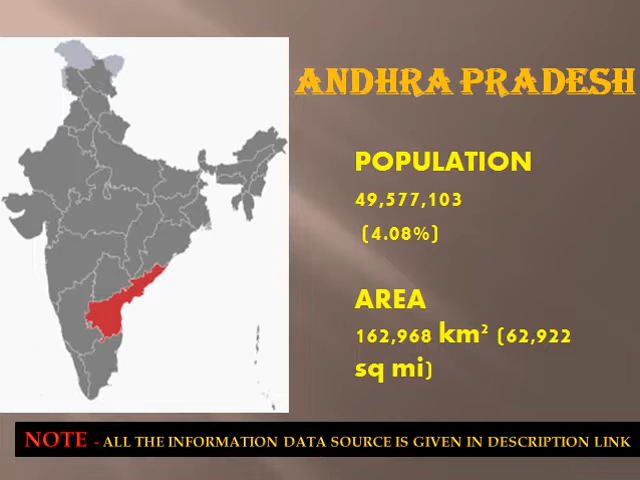 ANDHRA PRADESH
POPULATION
49,577,103
(4.08%)
AREA
162,968 km² (62,922
sq mi)
NOTE - ALL THE INFORMATION DATA SOURCE IS GIVEN IN DESCRIPTION LINK